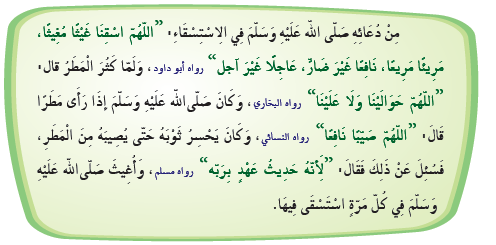 مِنْ دُعَائِهِ صَلَّى اللهُ عَلَيْهِ وَسَلَّمَ فِي الِاسْتِسْقَاءِ: ”اللَّهُمَّ اسْقِنَا غَيْثًا مُغِيثًا،
مَرِيئًا مَرِيعًا، نَافِعًا غَيْرَ ضَارٍّ، عَاجِلًا غَيْرَ آجِل“ رواه أبو داود، وَلَمَّا كَثُرَ الْمَطَرُ قال:
”اللَّهُمَّ حَوَالَيْنَا وَلَا عَلَيْنَا“ رواه البخاري، وَكَانَ صَلَّى اللهُ عَلَيْهِ وَسَلَّمَ إِذَا رَأَى مَطَرًا
قَالَ: ”اللَّهُمَّ صَيِّبًا نَافِعًا“ رواه النسائي، وَكَانَ يَحْسِرُ ثَوْبَهُ حَتَّى يُصِيبَهُ مِنَ الْمَطَرِ،
فَسُئِلَ عَنْ ذَلِكَ فَقَالَ: ”لِأَنَّهُ حَدِيثُ عَهْدٍ بِرَبِّه“ رواه مسلم، وَأُغِيثَ صَلَّى اللهُ عَلَيْهِ
وَسَلَّمَ فِي كُلِّ مَرَّةٍ اسْتَسْقَى فِيهَا.